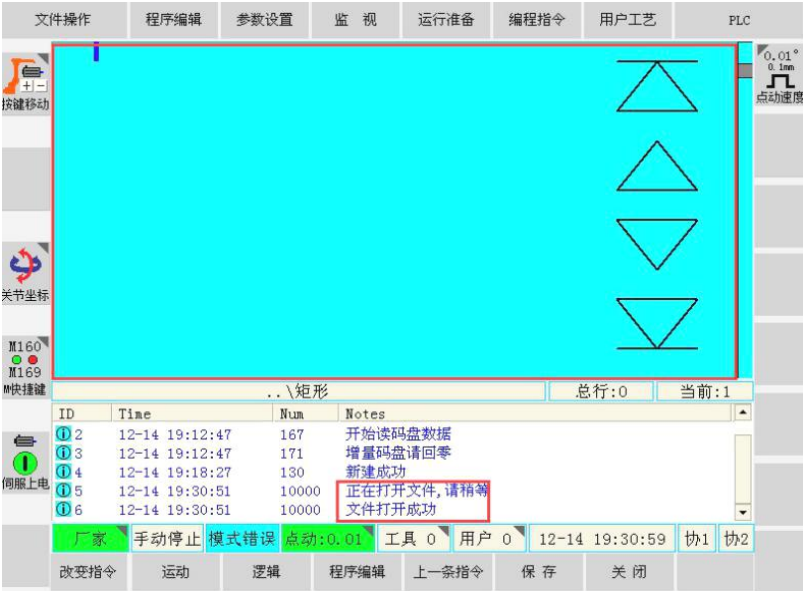 文件操作 程序编辑 参数设置 监 视 运行准备 编程指令 用户工艺 PLC
+ -
按键移动
0.01°
0.1mm
点动速度
关节坐标
M160
M169
M快捷键
伺服上电
..\矩形 总行:0 当前:1
ID Time Num Notes
2 12-14 19:12:47 167 开始读码盘数据
3 12-14 19:12:47 171 增量码盘请回零
4 12-14 19:18:27 130 新建成功
5 12-14 19:30:51 10000 正在打开文件,请稍等
6 12-14 19:30:51 10000 文件打开成功
厂家 手动停止 模式错误 点动:0.01 工具 0 用户 0 12-14 19:30:59 协1 协2
改变指令 运动 逻辑 程序编辑 上一条指令 保 存 关 闭